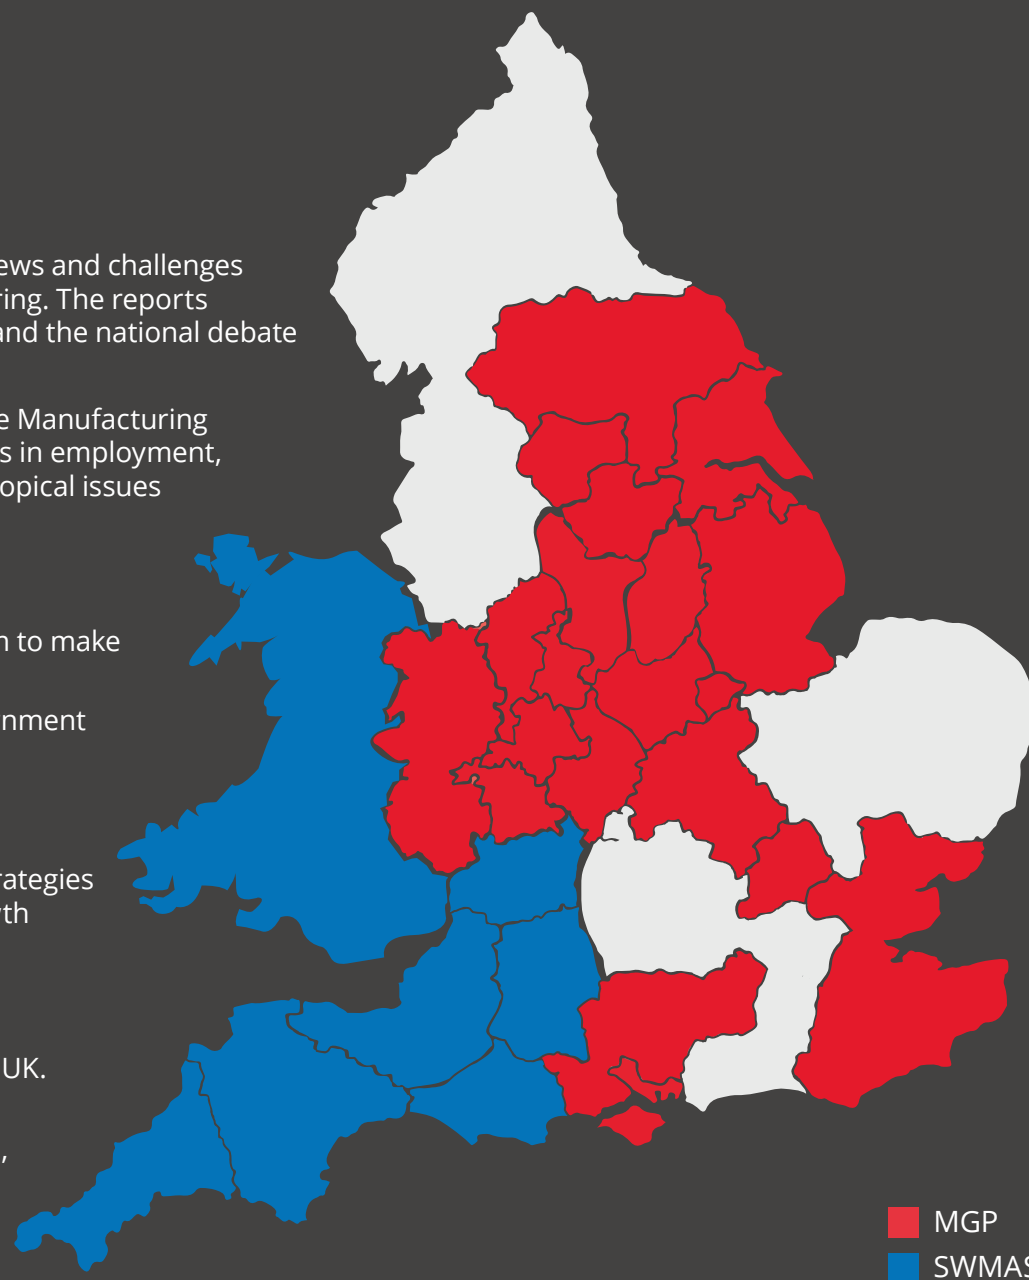 ews and challenges
ring. The reports
and the national debate
e Manufacturing
s in employment,
opical issues
n to make
nment
rategies
th
UK.
,
MGP
SWMAS